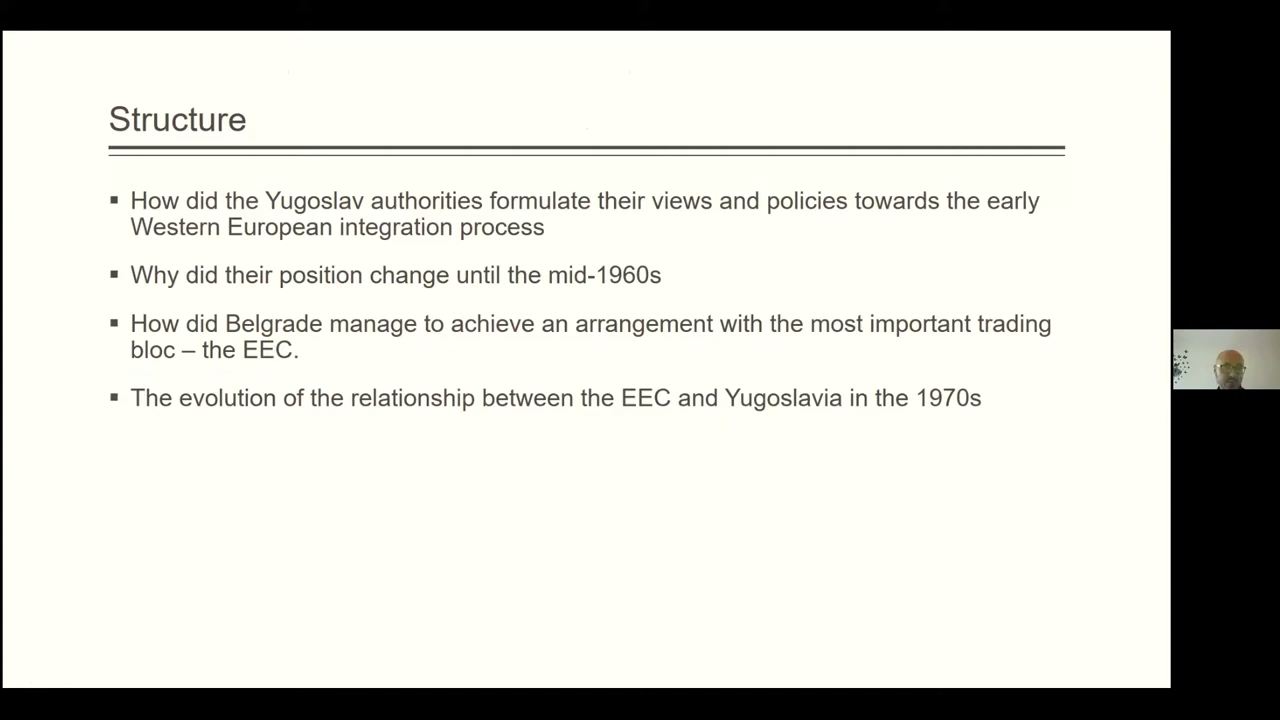 Structure
▪ How did the Yugoslav authorities formulate their views and policies towards the early
Western European integration process
▪ Why did their position change until the mid-1960s
▪ How did Belgrade manage to achieve an arrangement with the most important trading
bloc – the EEC.
▪ The evolution of the relationship between the EEC and Yugoslavia in the 1970s